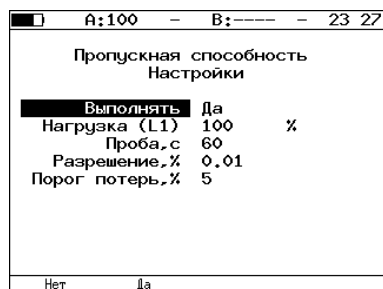 A:100 – B:---- – 23 27
Пропускная способность
Настройки
Выполнять Да
Нагрузка (L1) 100 %
Проба,с 60
Разрешение,% 0.01
Порог потерь,% 5
Нет Да